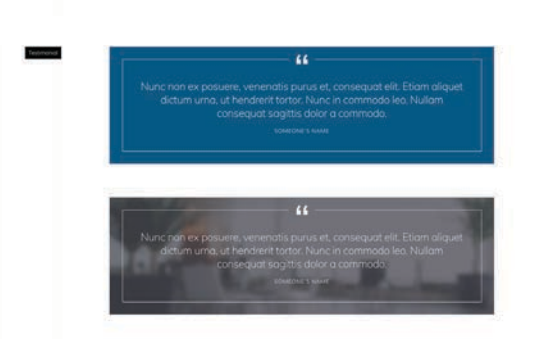 Testimonial
“
Nunc non ex posuere, venenatis purus et, consequat elit. Etiam aliquet
dictum urna, ut hendrerit tortor. Nunc in commodo leo. Nullam
consequat sagittis dolor a commodo.
SOMEONE'S NAME
“
Nunc non ex posuere, venenatis purus et, consequat elit. Etiam aliquet
dictum urna, ut hendrerit tortor. Nunc in commodo leo. Nullam
consequat sagittis dolor a commodo.
SOMEONE'S NAME